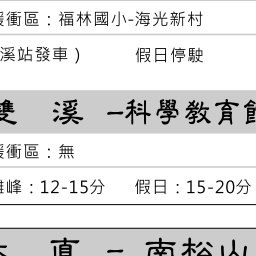 緩衝區：福林國小-海光新村
溪站發車） 假日停駛
雙 溪 －科學教育館
緩衝區：無
離峰：12-15分 假日：15-20分
直 － 南松山